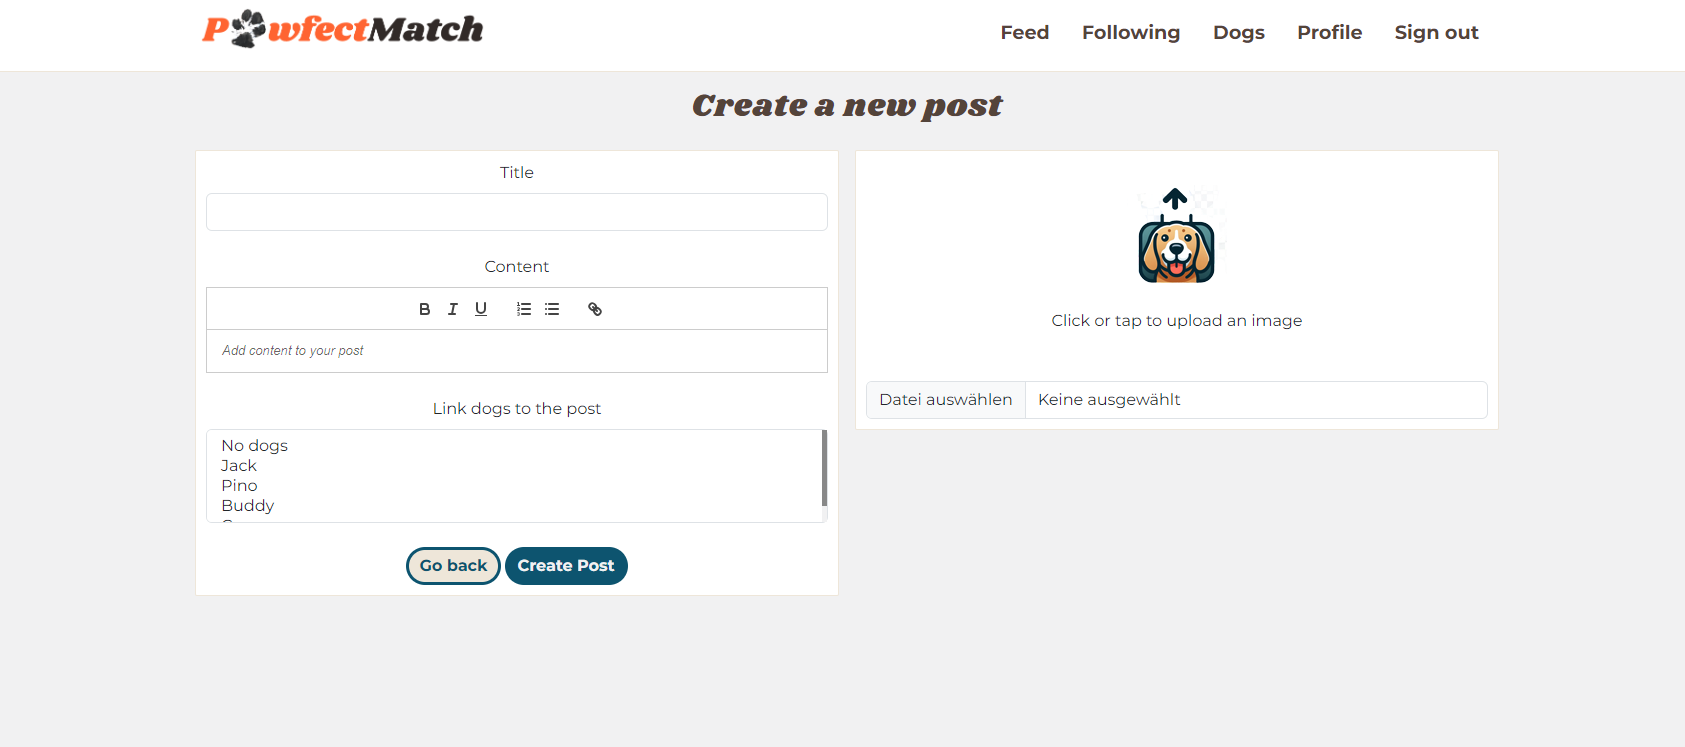 PawfectMatch
Feed Following Dogs Profile Sign out
Create a new post
Title
Content
B I U
Add content to your post
Link dogs to the post
No dogs
Jack
Pino
Buddy
Go back Create Post
Click or tap to upload an image
Datei auswählen Keine ausgewählt